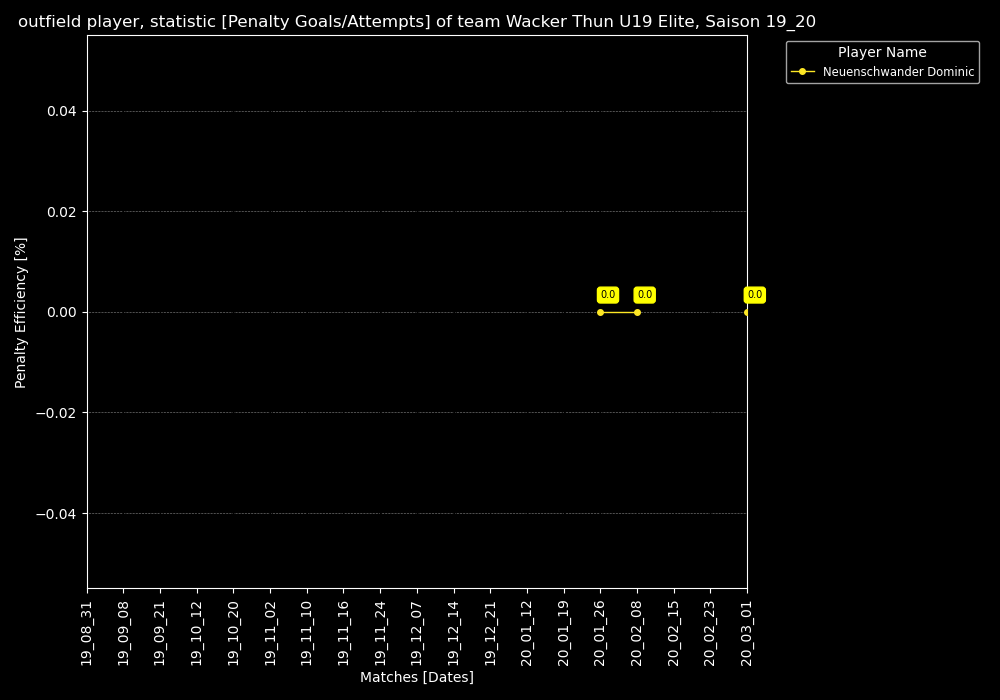 outfield player, statistic [Penalty Goals/Attempts] of team Wacker Thun U19 Elite, Saison 19_20
Player Name
Neuenschwander Dominic
Penalty Efficiency [%]
0.04
0.02
0.00
−0.02
−0.04
0.0 0.0 0.0
19_08_31 19_09_08 19_09_21 19_10_12 19_10_20 19_11_02 19_11_10 19_11_16 19_11_24 19_12_07 19_12_14 19_12_21 20_01_12 20_01_19 20_01_26 20_02_08 20_02_15 20_02_23 20_03_01
Matches [Dates]